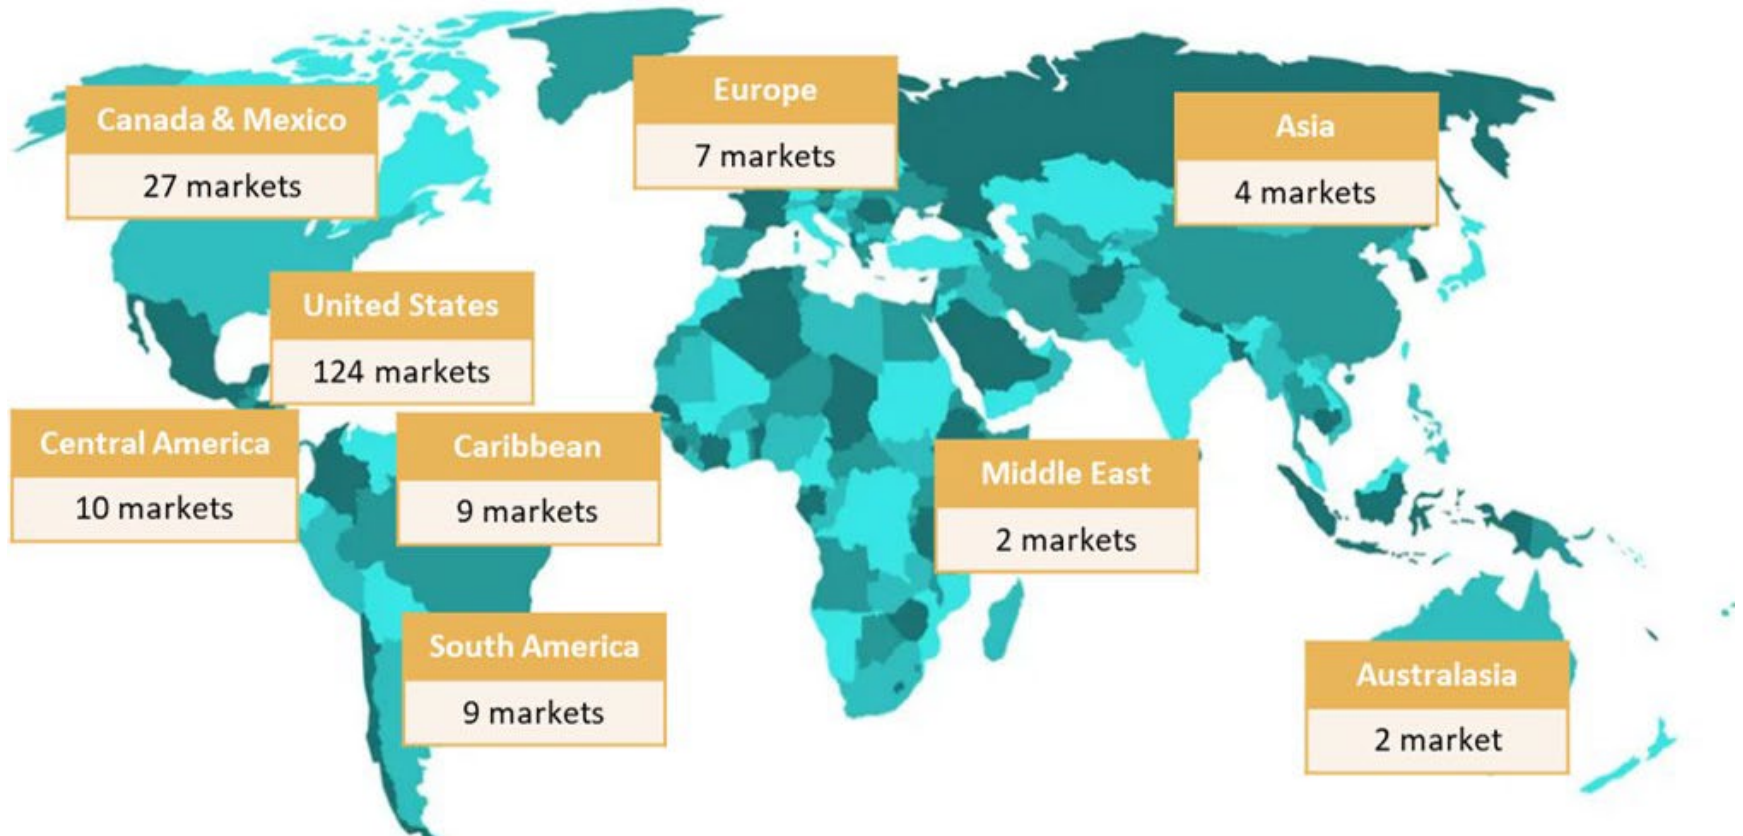 Canada & Mexico
27 markets
Europe
7 markets
Asia
4 markets
United States
124 markets
Central America
10 markets
Caribbean
9 markets
Middle East
2 markets
South America
9 markets
Australasia
2 market